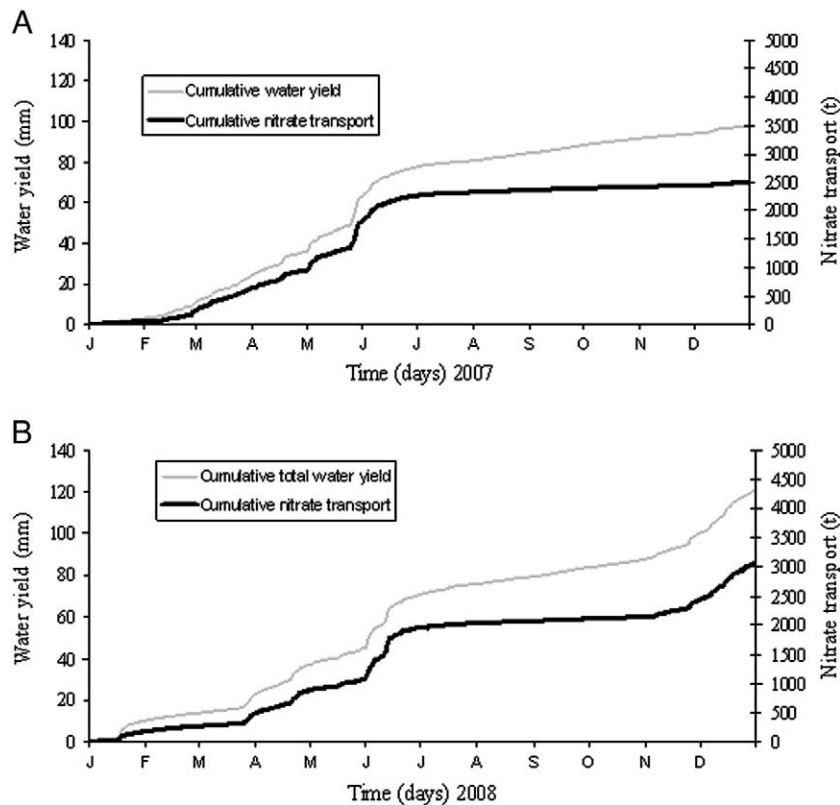 A
140
120
100
80
60
40
20
0
Water yield (mm)
Cumulative water yield
Cumulative nitrate transport
5000
4500
4000
3500
3000
2500
2000
1500
1000
500
0
Nitrate transport (t)
J F M A M J J A S O N D
Time (days) 2007
B
140
120
100
80
60
40
20
0
Water yield (mm)
Cumulative total water yield
Cumulative nitrate transport
5000
4500
4000
3500
3000
2500
2000
1500
1000
500
0
Nitrate transport (t)
J F M A M J J A S O N D
Time (days) 2008